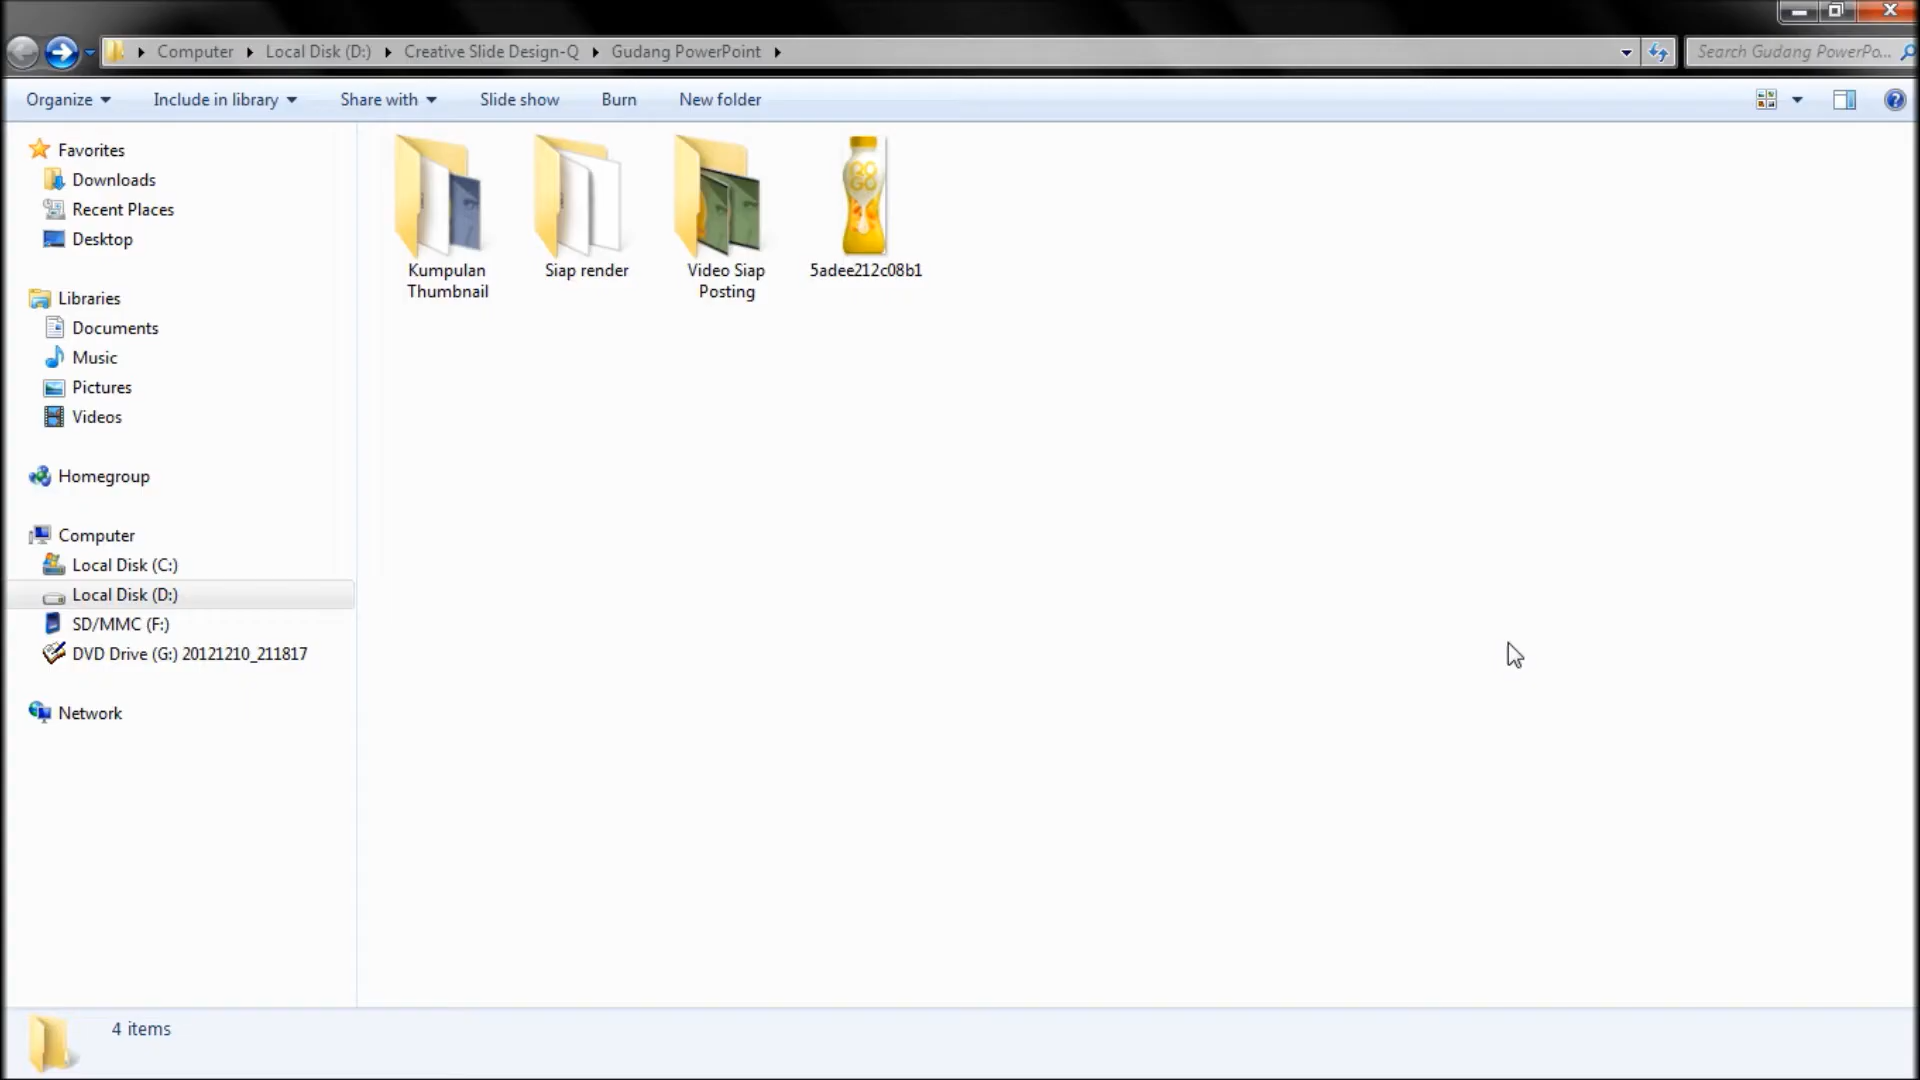 Computer Local Disk (D:) Creative Slide Design-Q Gudang PowerPoint
Search Gudang PowerPo...
Organize Include in library Share with Slide show Burn New folder
Favorites
Downloads
Recent Places
Desktop
Libraries
Documents
Music
Pictures
Videos
Homegroup
Computer
Local Disk (C:)
Local Disk (D:)
SD/MMC (F:)
DVD Drive (G:) 20121210_211817
Network
Kumpulan
Thumbnail
Siap render
Video Siap
Posting
5adee212c08b1
4 items